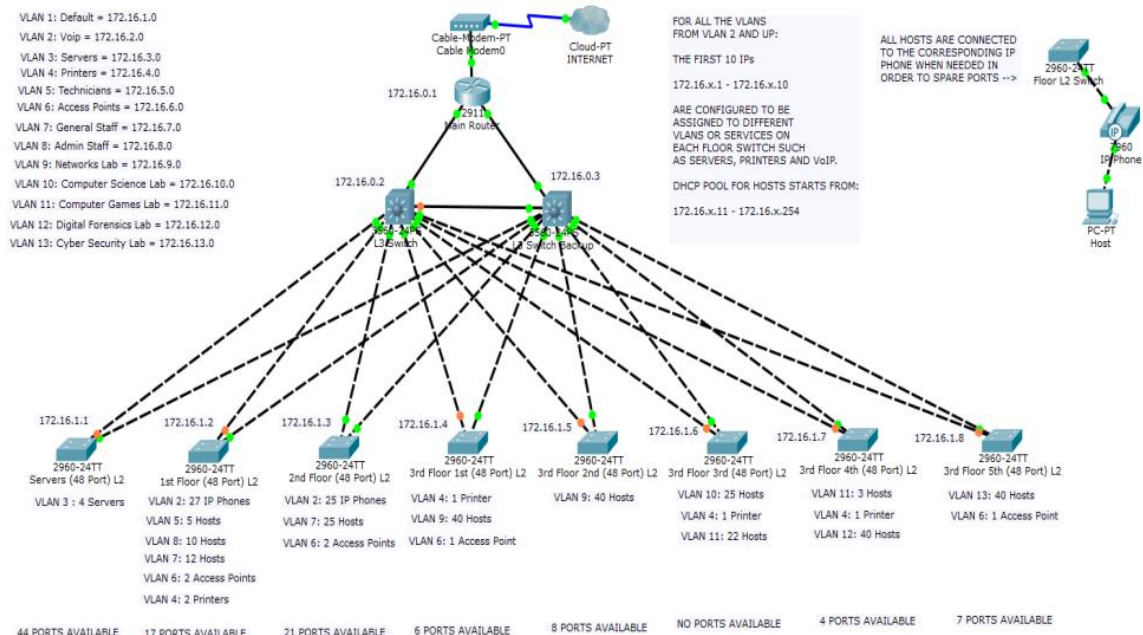 VLAN 1: Default = 172.16.1.0
VLAN 2: Voip = 172.16.2.0
VLAN 3: Servers = 172.16.3.0
VLAN 4: Printers = 172.16.4.0
VLAN 5: Technicians = 172.16.5.0
VLAN 6: Access Points = 172.16.6.0
VLAN 7: General Staff = 172.16.7.0
VLAN 8: Admin Staff = 172.16.8.0
VLAN 9: Networks Lab = 172.16.9.0
VLAN 10: Computer Science Lab = 172.16.10.0
VLAN 11: Computer Games Lab = 172.16.11.0
VLAN 12: Digital Forensics Lab = 172.16.12.0
VLAN 13: Cyber Security Lab = 172.16.13.0
Cable-Modem-PT
Cable Modem0
Cloud-PT
INTERNET
172.16.0.1
2911
Main Router
172.16.0.2
172.16.0.3
3560-24PS
L3 Switch
3560-24PS
L3 Switch Backup
FOR ALL THE VLANS
FROM VLAN 2 AND UP:
THE FIRST 10 IPs
172.16.x.1 - 172.16.x.10
ARE CONFIGURED TO BE
ASSIGNED TO DIFFERENT
VLANS OR SERVICES ON
EACH FLOOR SWITCH SUCH
AS SERVERS, PRINTERS AND VoIP.
DHCP POOL FOR HOSTS STARTS FROM:
172.16.x.11 - 172.16.x.254
ALL HOSTS ARE CONNECTED
TO THE CORRESPONDING IP
PHONE WHEN NEEDED IN
ORDER TO SPARE PORTS -->
2960-24TT
Floor L2 Switch
IP
7960
IP Phone
PC-PT
Host
172.16.1.1
2960-24TT
Servers (48 Port) L2
VLAN 3 : 4 Servers
44 PORTS AVAILABLE
172.16.1.2
2960-24TT
1st Floor (48 Port) L2
VLAN 2: 27 IP Phones
VLAN 5: 5 Hosts
VLAN 8: 10 Hosts
VLAN 7: 12 Hosts
VLAN 6: 2 Access Points
VLAN 4: 2 Printers
17 PORTS AVAILABLE
172.16.1.3
2960-24TT
2nd Floor (48 Port) L2
VLAN 2: 25 IP Phones
VLAN 7: 25 Hosts
VLAN 6: 2 Access Points
21 PORTS AVAILABLE
172.16.1.4
2960-24TT
3rd Floor 1st (48 Port) L2
VLAN 4: 1 Printer
VLAN 9: 40 Hosts
VLAN 6: 1 Access Point
6 PORTS AVAILABLE
172.16.1.5
2960-24TT
3rd Floor 2nd (48 Port) L2
VLAN 9: 40 Hosts
8 PORTS AVAILABLE
172.16.1.6
2960-24TT
3rd Floor 3rd (48 Port) L2
VLAN 10: 25 Hosts
VLAN 4: 1 Printer
VLAN 11: 22 Hosts
NO PORTS AVAILABLE
172.16.1.7
2960-24TT
3rd Floor 4th (48 Port) L2
VLAN 11: 3 Hosts
VLAN 4: 1 Printer
VLAN 12: 40 Hosts
4 PORTS AVAILABLE
172.16.1.8
2960-24TT
3rd Floor 5th (48 Port) L2
VLAN 13: 40 Hosts
VLAN 6: 1 Access Point
7 PORTS AVAILABLE